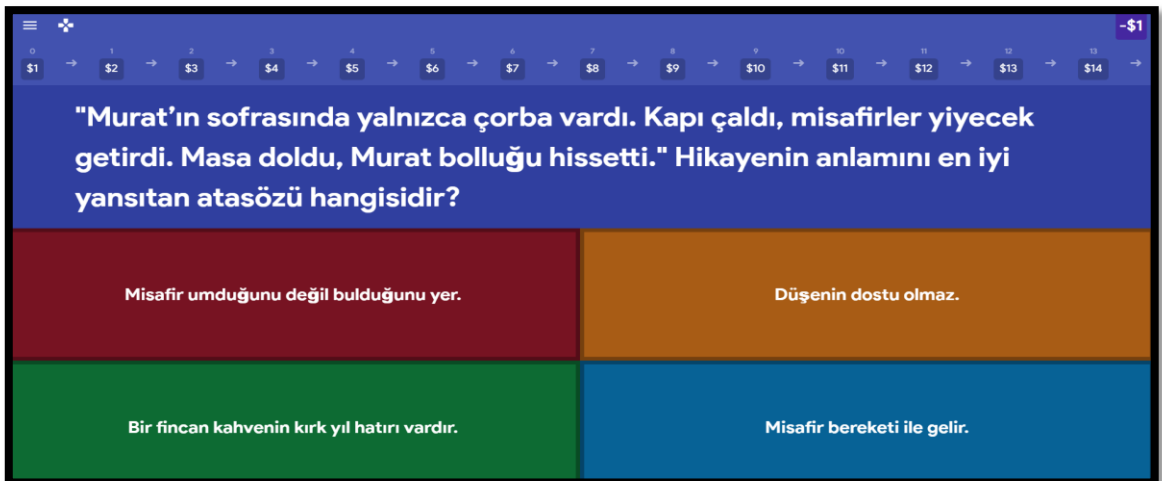 -$1
0 1 2 3 4 5 6 7 8 9 10 11 12 13
$1 → $2 → $3 → $4 → $5 → $6 → $7 → $8 → $9 → $10 → $11 → $12 → $13 → $14 →
"Murat’ın sofrasında yalnızca çorba vardı. Kapı çaldı, misafirler yiyecek
getirdi. Masa doldu, Murat bolluğu hissetti." Hikayenin anlamını en iyi
yansıtan atasözü hangisidir?
Misafir umduğunu değil bulduğunu yer.
Düşenin dostu olmaz.
Bir fincan kahvenin kırk yıl hatırı vardır.
Misafir bereketi ile gelir.